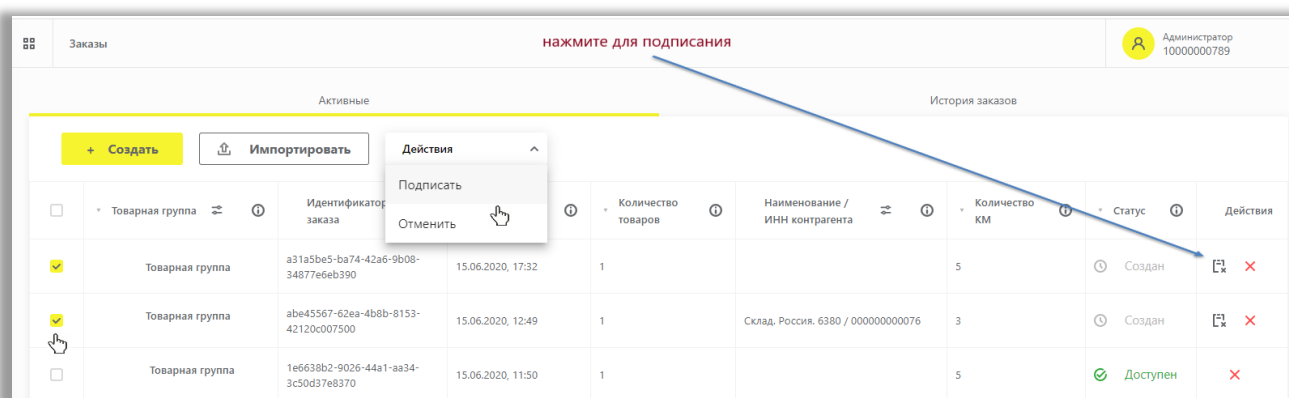 Заказы
нажмите для подписания
Администратор
10000000789
Активные
История заказов
+ Создать
Импортировать
Действия
Подписать
Отменить
Товарная группа
Идентификатор
заказа
Количество
товаров
Наименование /
ИНН контрагента
Количество
КМ
Статус
Действия
Товарная группа
a31a5be5-ba74-42a6-9b08-
34877e6eb390
15.06.2020, 17:32
1
5
Создан
Товарная группа
abe45567-62ea-4b8b-8153-
42120c007500
15.06.2020, 12:49
1
Склад. Россия. 6380 / 000000000076
3
Создан
Товарная группа
1e6638b2-9026-44a1-aa34-
3c50d37e8370
15.06.2020, 11:50
1
5
Доступен